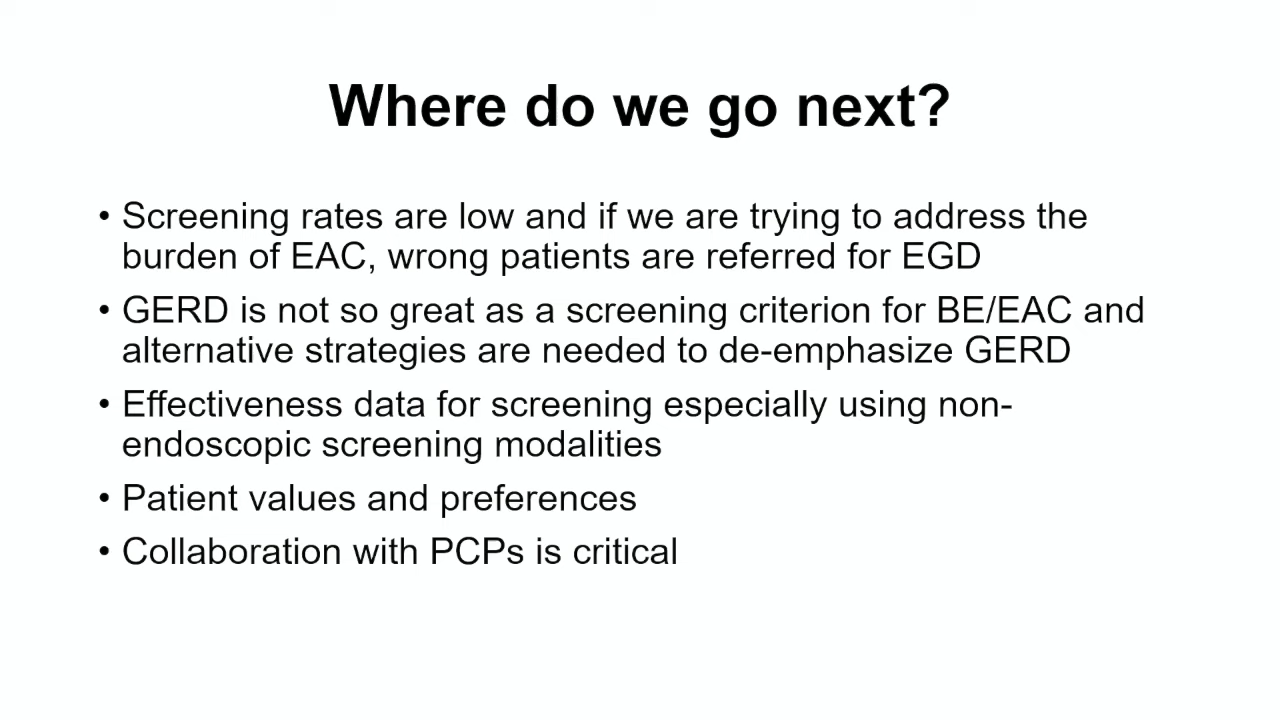 Where do we go next?
• Screening rates are low and if we are trying to address the
burden of EAC, wrong patients are referred for EGD
• GERD is not so great as a screening criterion for BE/EAC and
alternative strategies are needed to de-emphasize GERD
• Effectiveness data for screening especially using non-
endoscopic screening modalities
• Patient values and preferences
• Collaboration with PCPs is critical